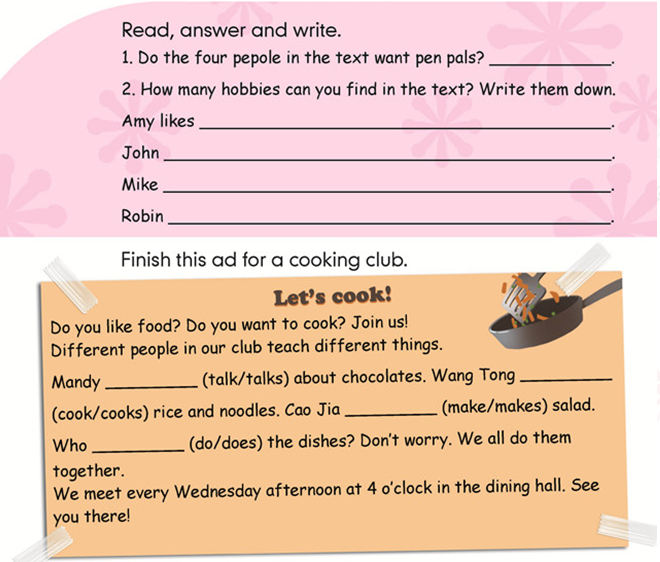 Read, answer and write.
1. Do the four pepole in the text want pen pals? ____________.
2. How many hobbies can you find in the text? Write them down.
Amy likes ________________________________________.
John ____________________________________________.
Mike ____________________________________________.
Robin ___________________________________________.
Finish this ad for a cooking club.
Let's cook!
Do you like food? Do you want to cook? Join us!
Different people in our club teach different things.
Mandy _________ (talk/talks) about chocolates. Wang Tong _________
(cook/cooks) rice and noodles. Cao Jia _________ (make/makes) salad.
Who _________ (do/does) the dishes? Don't worry. We all do them
together.
We meet every Wednesday afternoon at 4 o'clock in the dining hall. See
you there!